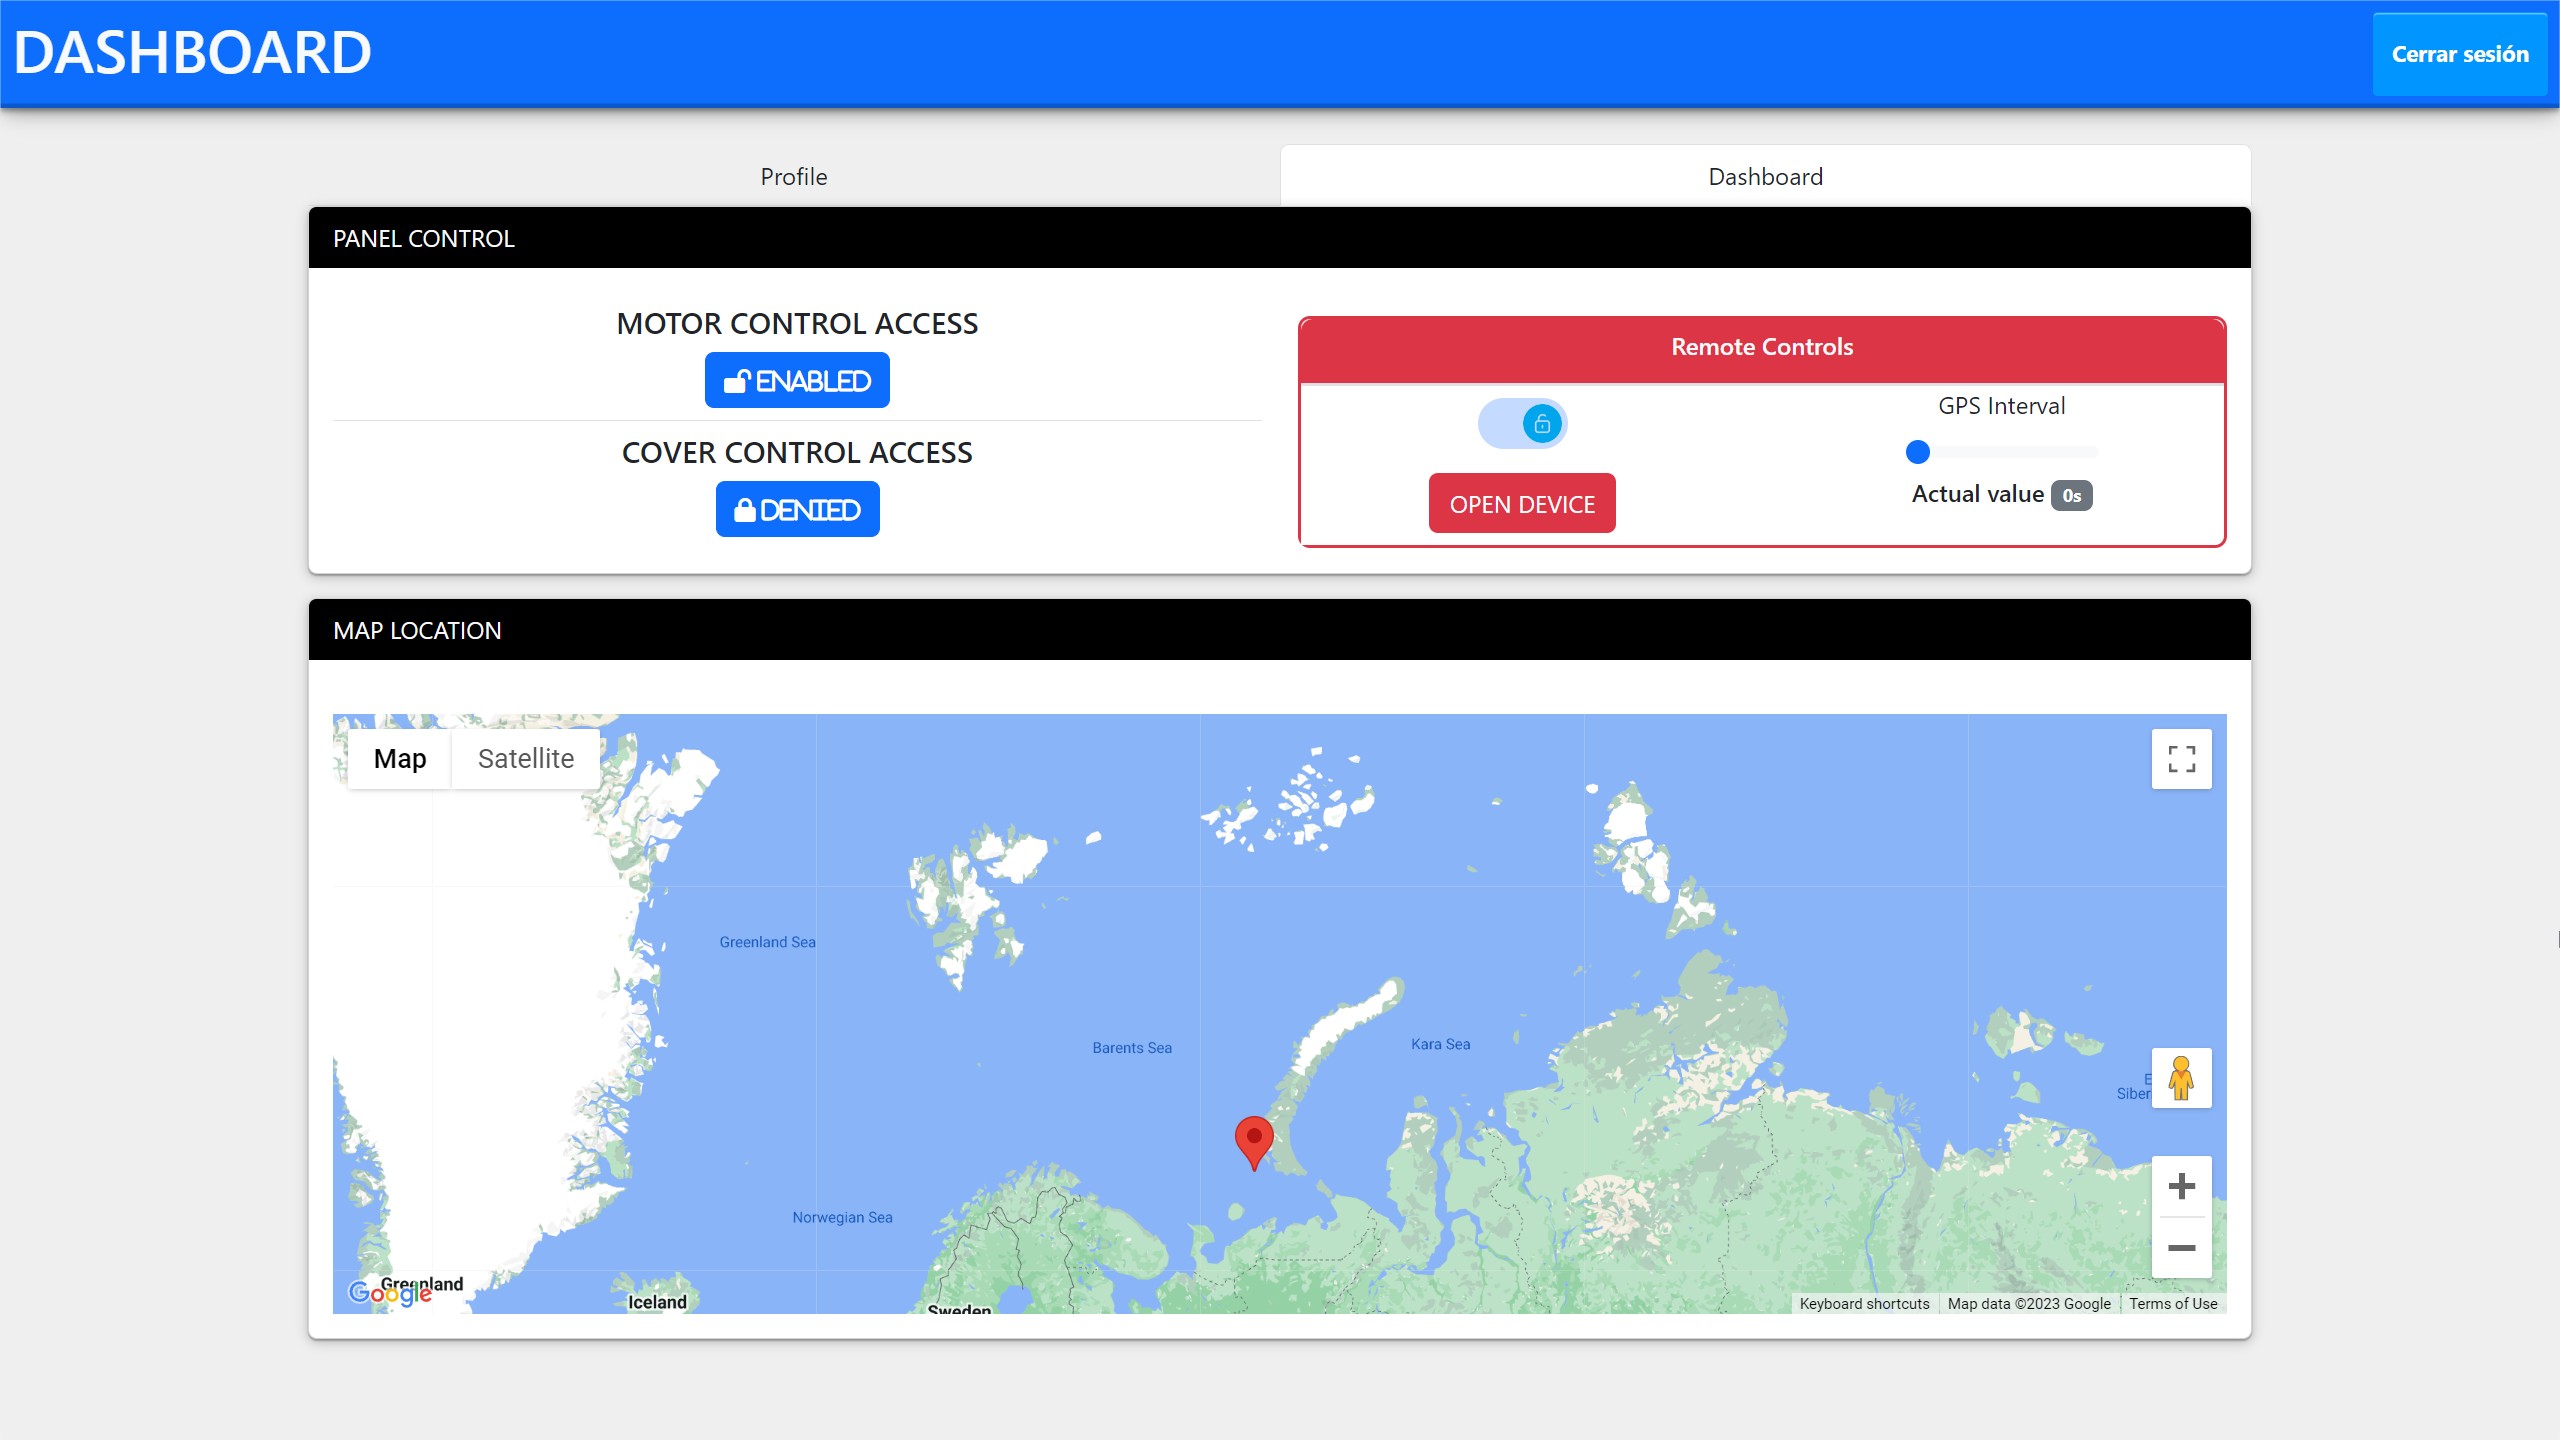 DASHBOARD
Cerrar sesión
Profile
Dashboard
PANEL CONTROL
MOTOR CONTROL ACCESS
ENABLED
COVER CONTROL ACCESS
DENIED
Remote Controls
OPEN DEVICE
GPS Interval
Actual value 0s
MAP LOCATION
Map
Satellite
Greenland Sea
Barents Sea
Kara Sea
E
Siber
Norwegian Sea
Greenland
Google
Iceland
Sweden
Keyboard shortcuts
Map data ©2023 Google
Terms of Use